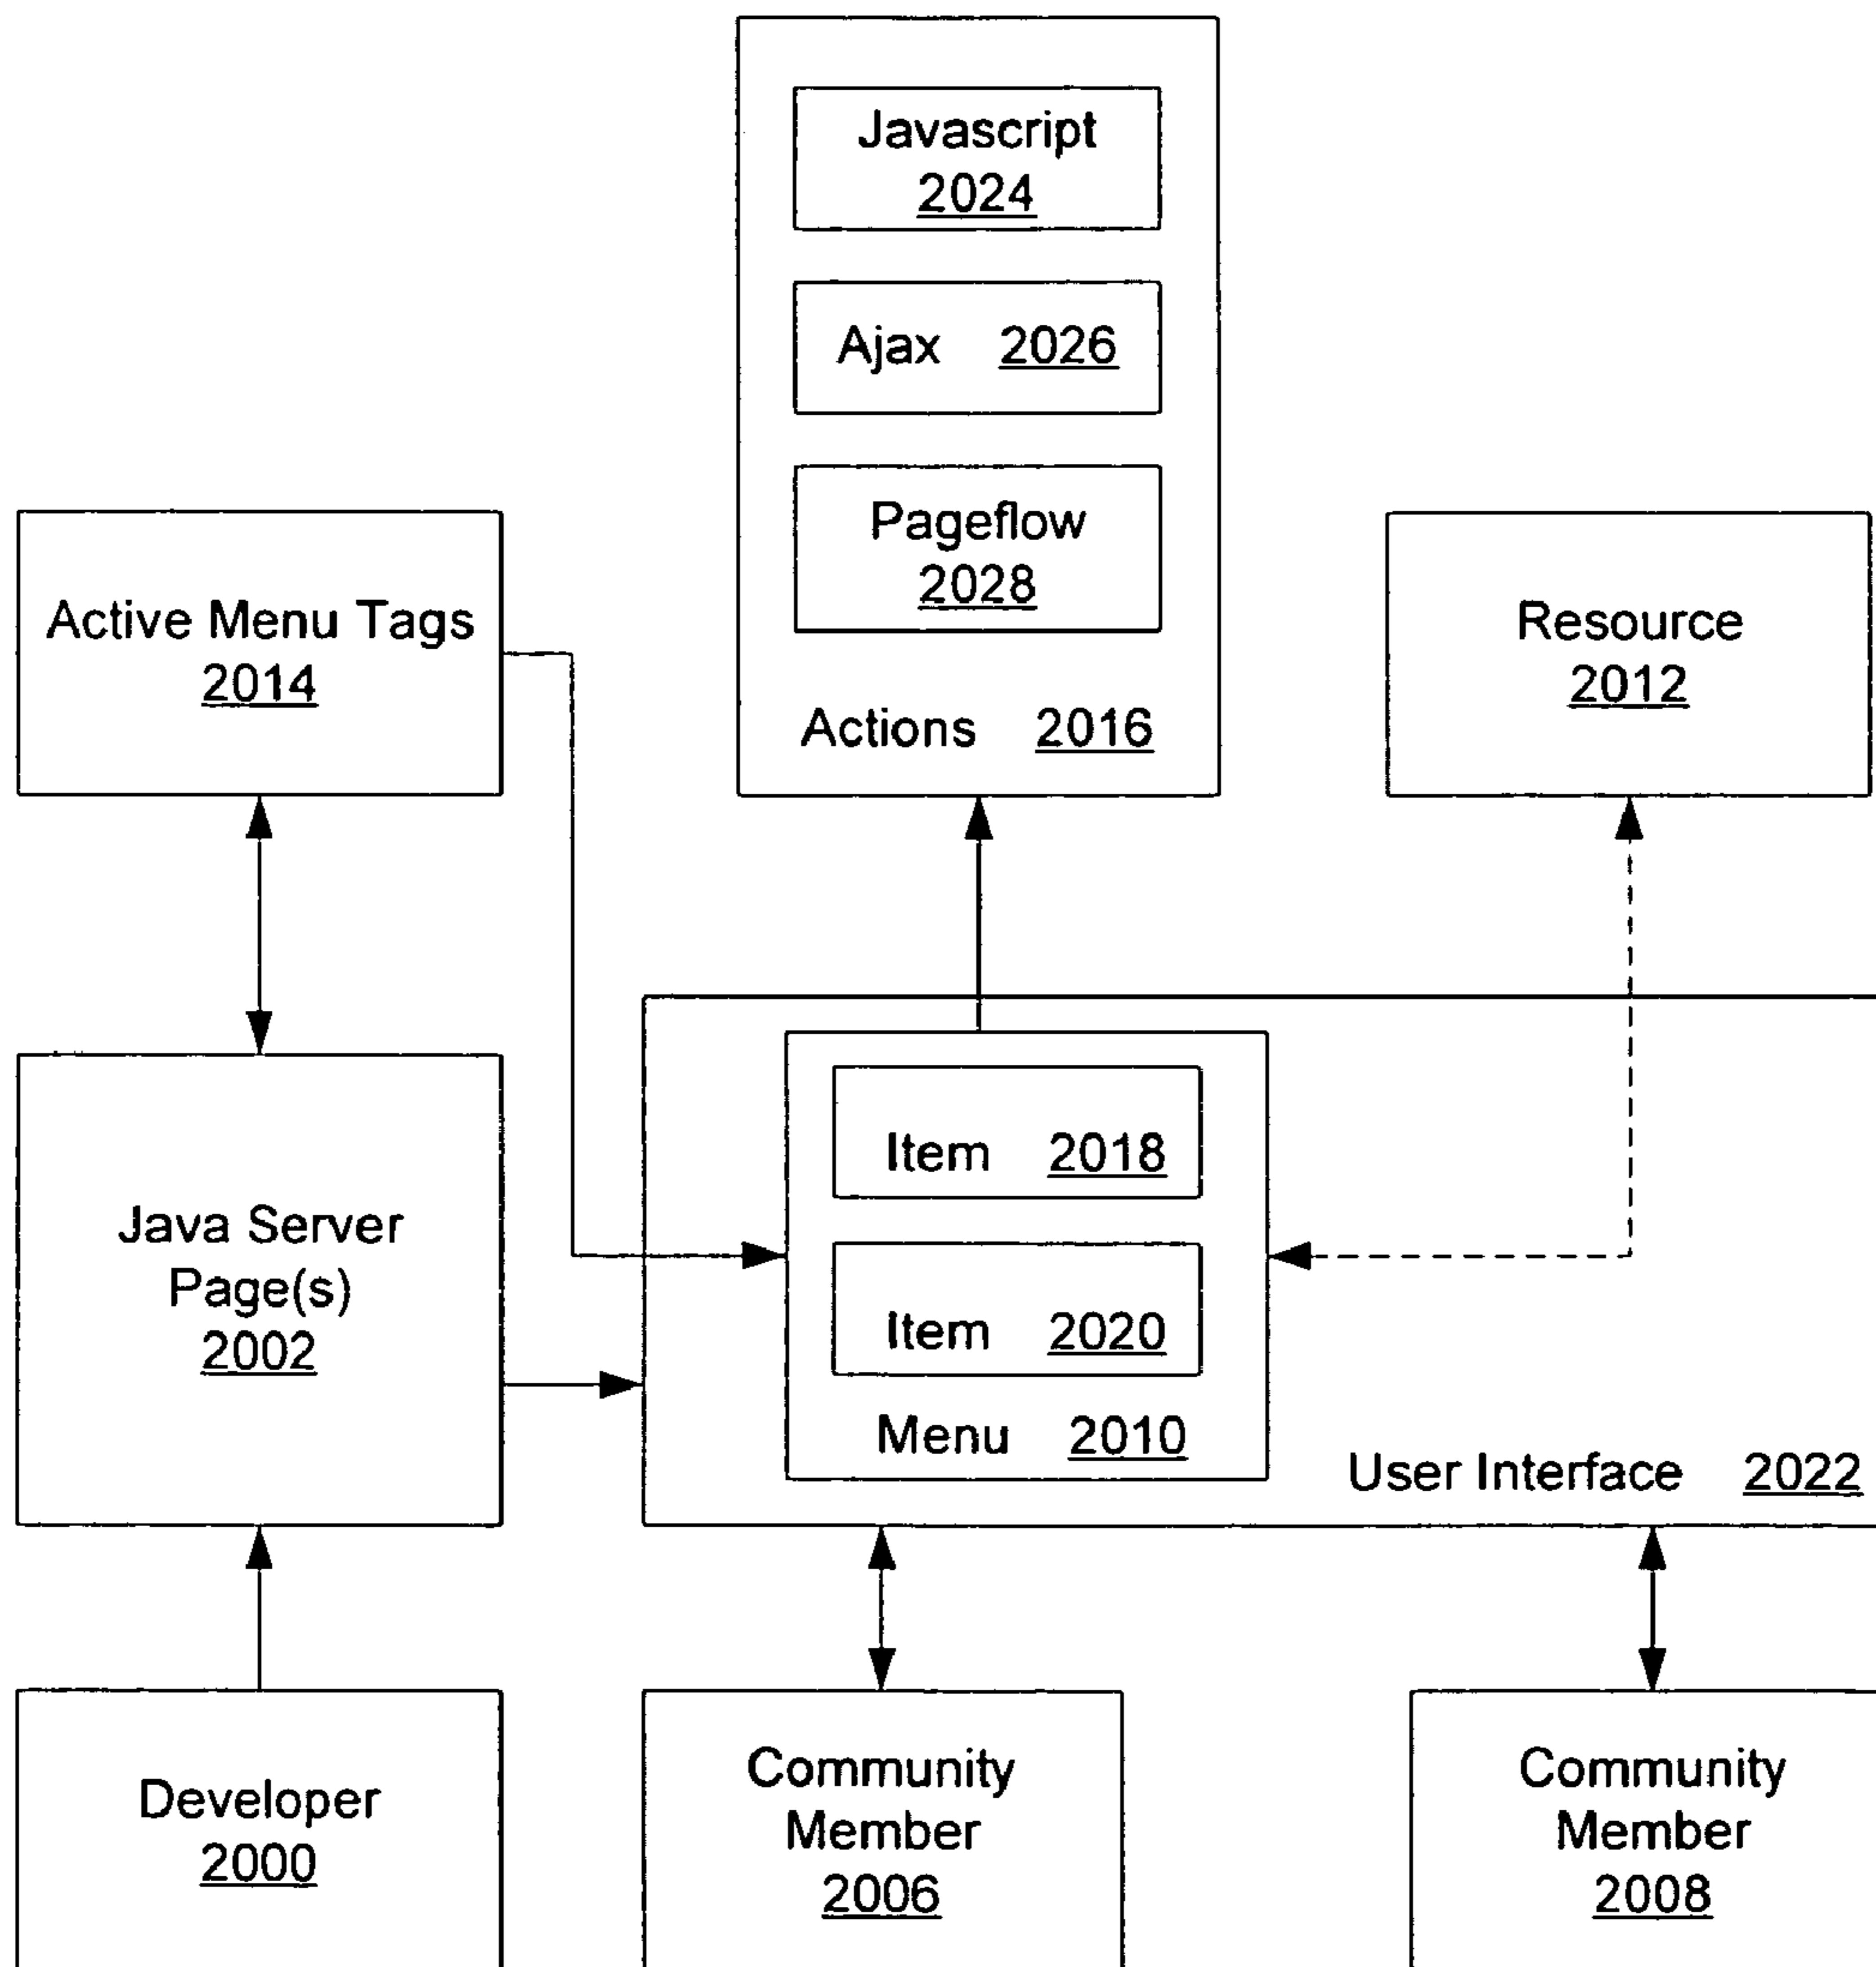 Javascript
2024
Ajax 2026
Pageflow
2028
Actions 2016
Active Menu Tags
2014
Resource
2012
Java Server
Page(s)
2002
Item 2018
Item 2020
Menu 2010
User Interface 2022
Developer
2000
Community
Member
2006
Community
Member
2008